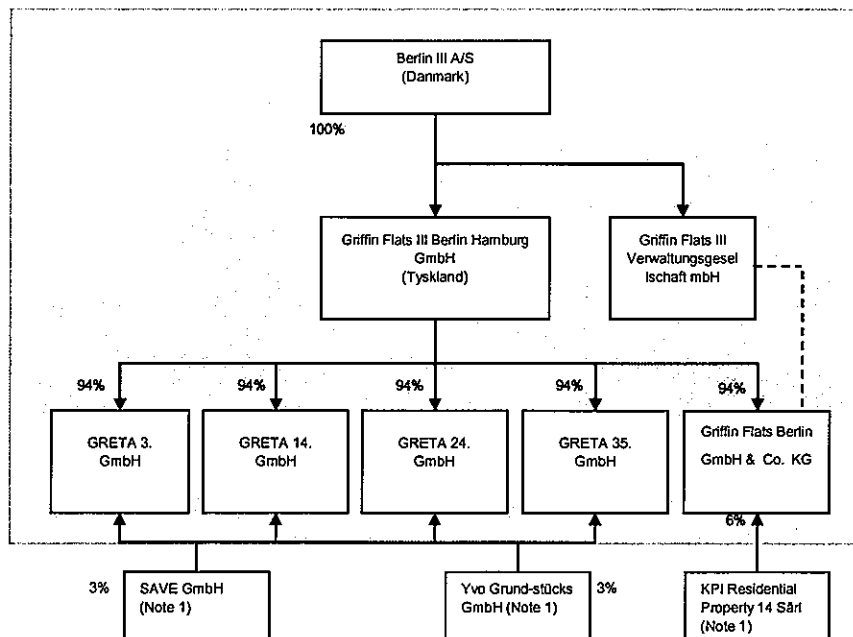 Berlin III A/S
(Danmark)
100%
Griffin Flats III Berlin Hamburg
GmbH
(Tyskland)
Griffin Flats III
Verwaltungsgesel
lschaft mbH
94%
94%
94%
94%
94%
GRETA 3.
GmbH
GRETA 14.
GmbH
GRETA 24.
GmbH
GRETA 35.
GmbH
Griffin Flats Berlin
GmbH & Co. KG
6%
3%
SAVE GmbH
(Note 1)
Yvo Grund-stücks
GmbH (Note 1)
3%
KPI Residential
Property 14 Sàrl
(Note 1)